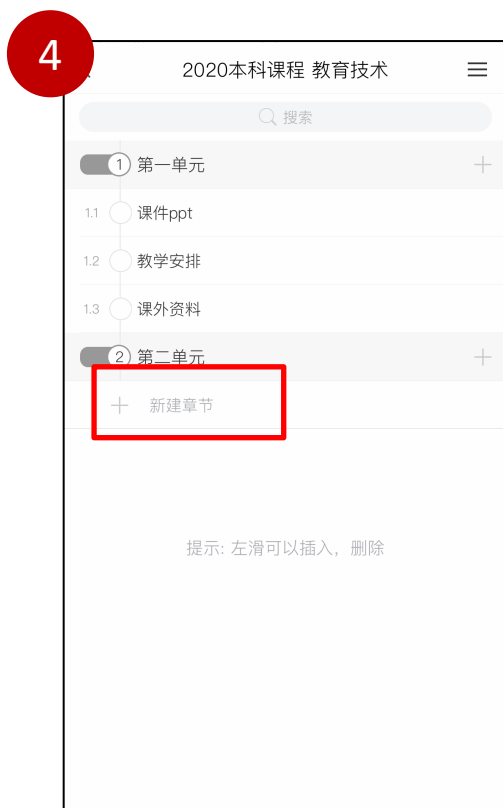 4
2020本科课程 教育技术
搜索
1 第一单元
1.1 课件ppt
1.2 教学安排
1.3 课外资料
2 第二单元
新建章节
提示: 左滑可以插入，删除